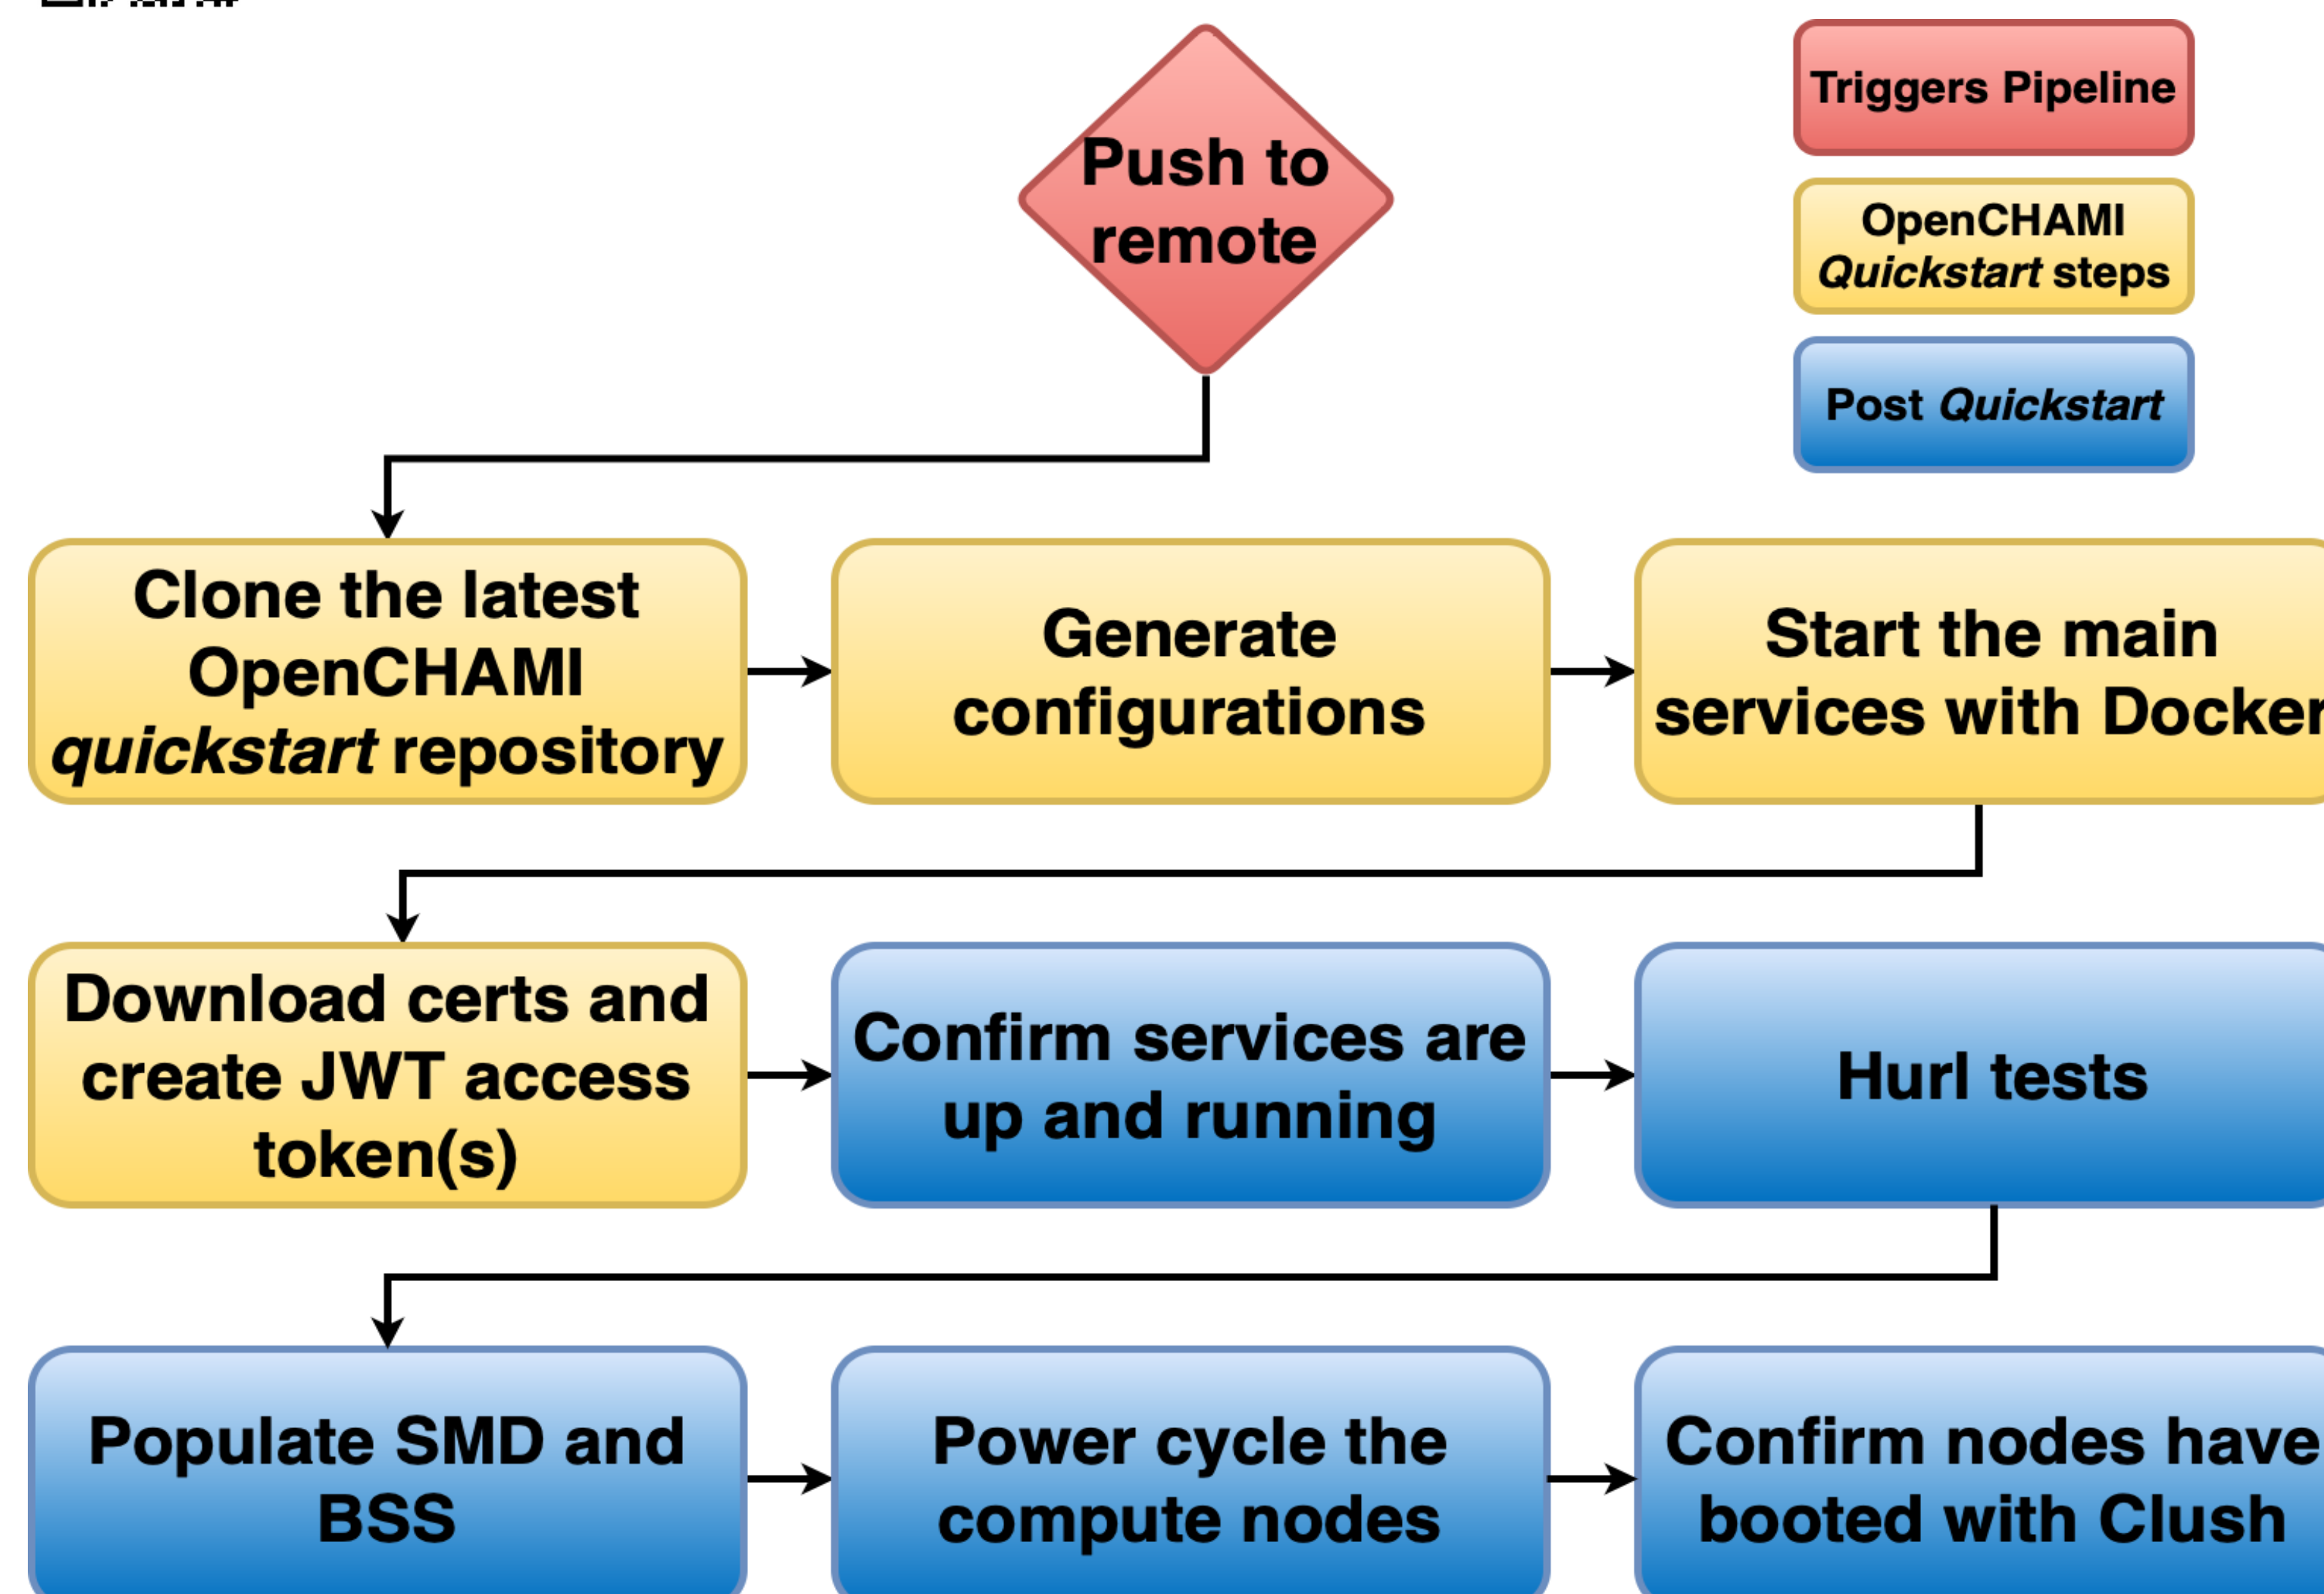 Push to
remote
Triggers Pipeline
OpenCHAMI
Quickstart steps
Post Quickstart
Clone the latest
OpenCHAMI
quickstart repository
Generate
configurations
Start the main
services with Docker
Download certs and
create JWT access
token(s)
Confirm services are
up and running
Hurl tests
Populate SMD and
BSS
Power cycle the
compute nodes
Confirm nodes have
booted with Clush